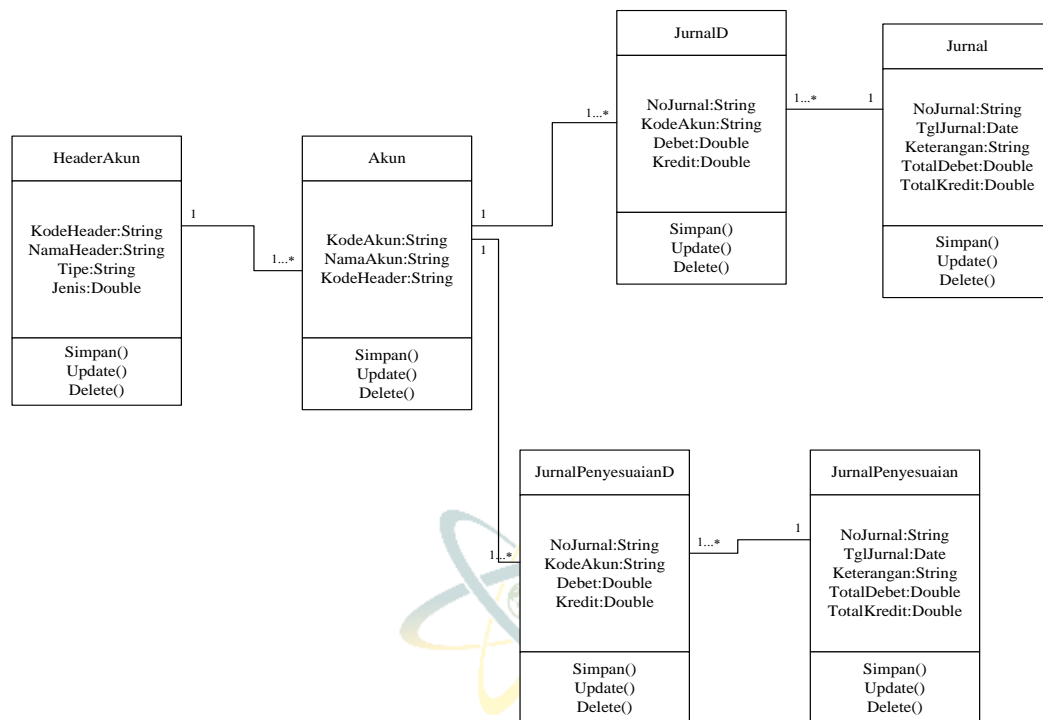 HeaderAkun
KodeHeader:String
NamaHeader:String
Tipe:String
Jenis:Double
Simpan()
Update()
Delete()
1
1...*
Akun
KodeAkun:String
NamaAkun:String
KodeHeader:String
Simpan()
Update()
Delete()
1
1...*
1
1...*
JurnalD
NoJurnal:String
KodeAkun:String
Debet:Double
Kredit:Double
Simpan()
Update()
Delete()
1...*
1
Jurnal
NoJurnal:String
TglJurnal:Date
Keterangan:String
TotalDebet:Double
TotalKredit:Double
Simpan()
Update()
Delete()
JurnalPenyesuaianD
NoJurnal:String
KodeAkun:String
Debet:Double
Kredit:Double
Simpan()
Update()
Delete()
1...*
1
JurnalPenyesuaian
NoJurnal:String
TglJurnal:Date
Keterangan:String
TotalDebet:Double
TotalKredit:Double
Simpan()
Update()
Delete()